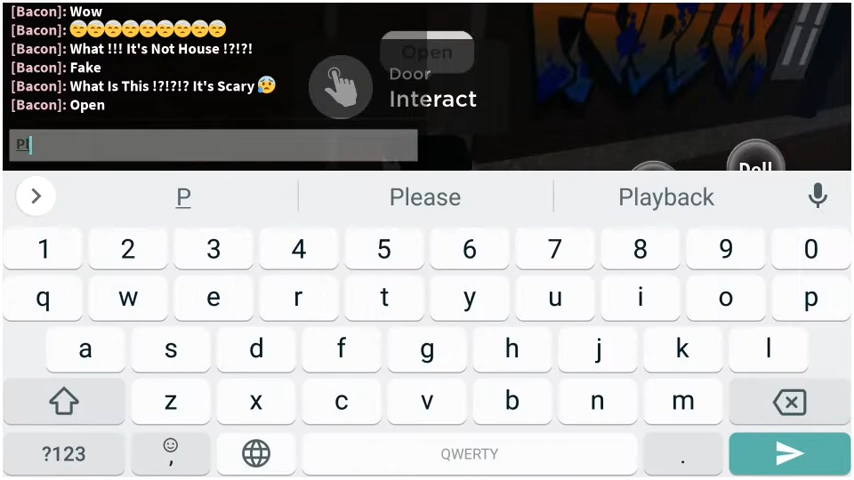 [Bacon]: Wow
[Bacon]: 😞😞😞😞😞😞😞😞😞
[Bacon]: What !!! It's Not House !?!?!
[Bacon]: Fake
[Bacon]: What Is This !?!?!? It's Scary 😰
[Bacon]: Open
Open
Door
Interact
Pl
P Please Playback
1 2 3 4 5 6 7 8 9 0
q w e r t y u i o p
a s d f g h j k l
z x c v b n m
?123 , QWERTY .